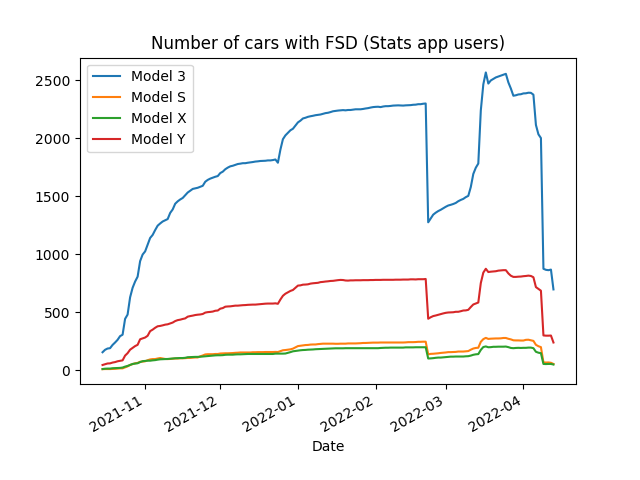 Number of cars with FSD (Stats app users)
Model 3
Model S
Model X
Model Y
2500
2000
1500
1000
500
0
2021-11
2021-12
2022-01
2022-02
2022-03
2022-04
Date